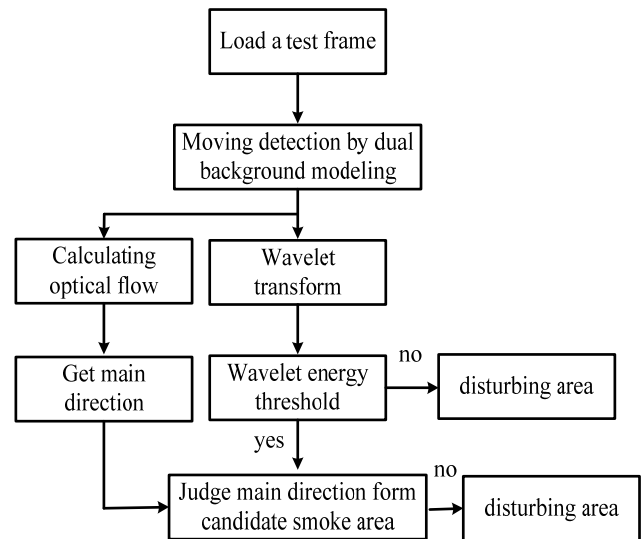 Load a test frame
Moving detection by dual
background modeling
Calculating
optical flow
Wavelet
transform
Get main
direction
Wavelet energy
threshold
no
disturbing area
yes
Judge main direction form
candidate smoke area
no
disturbing area